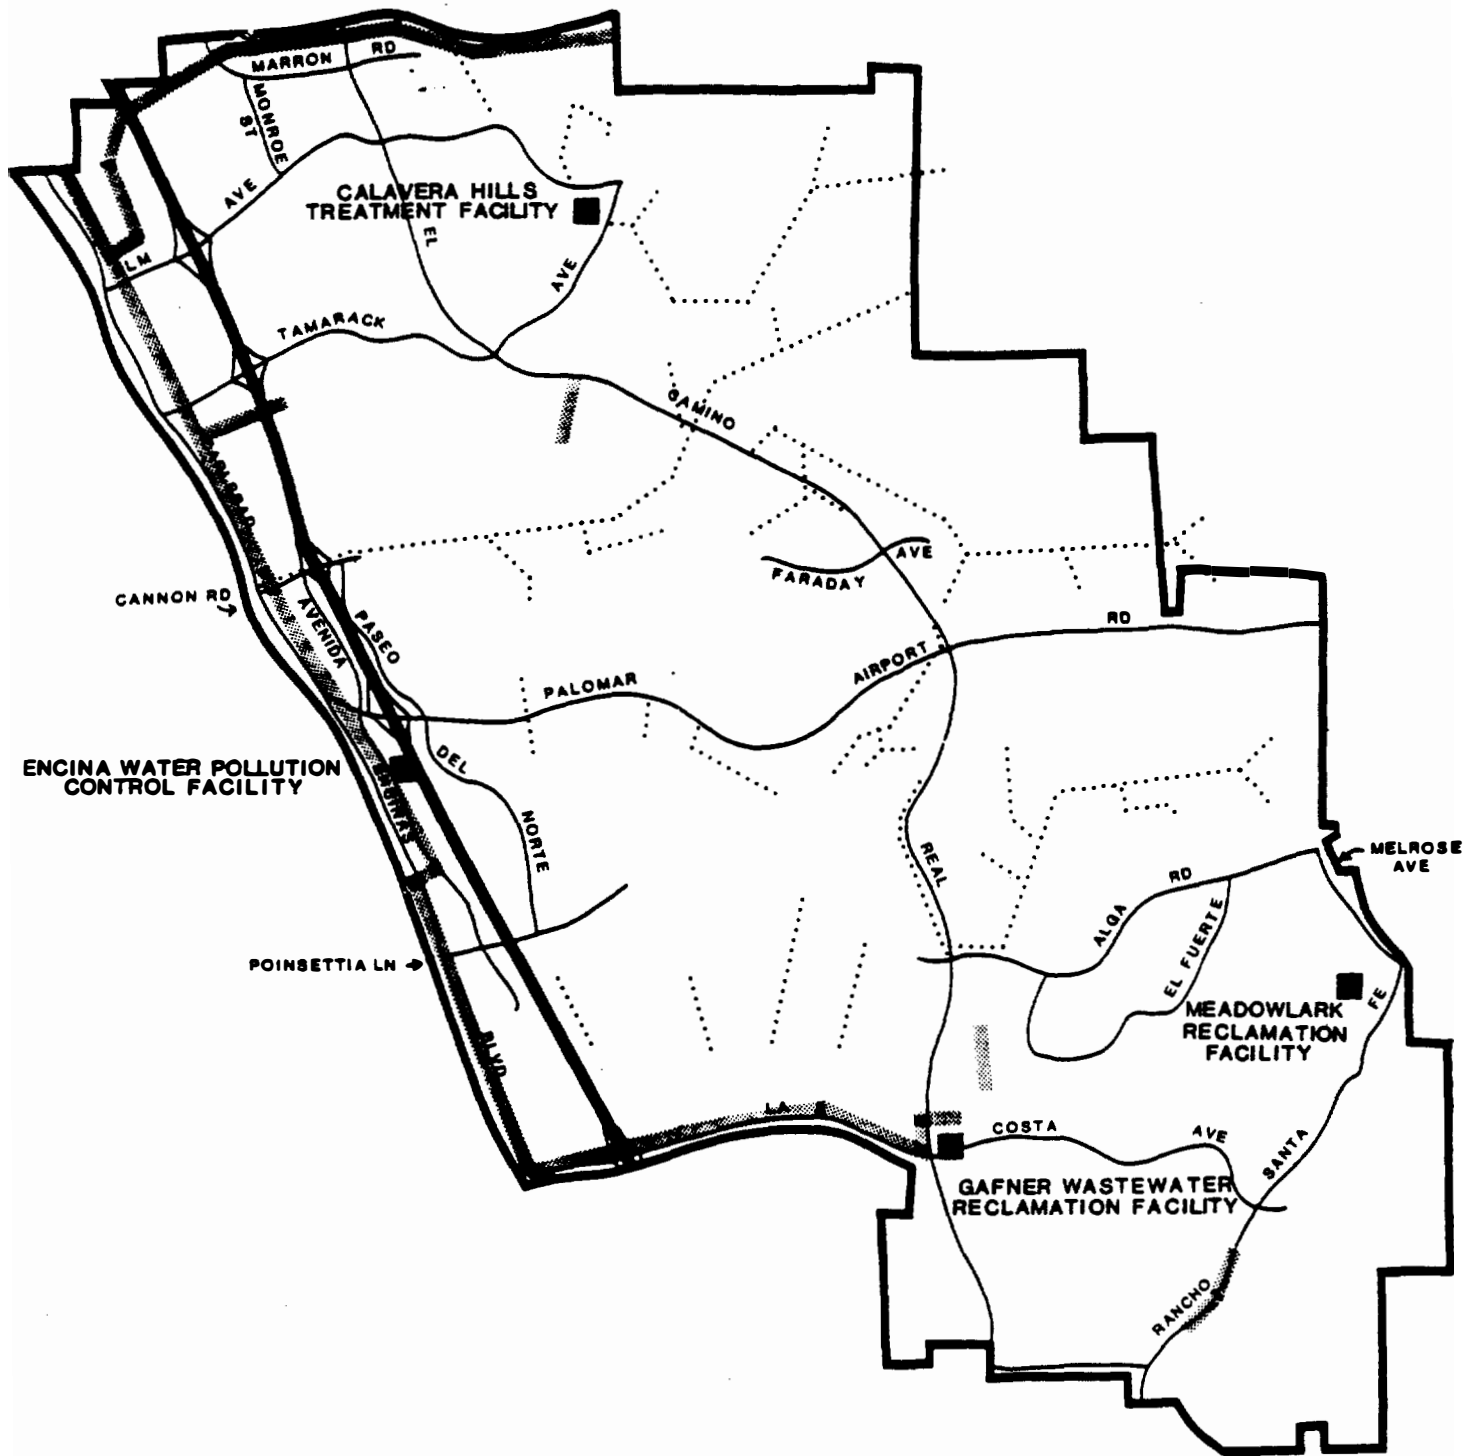 MARRON RD
MONROE
ST
AVE
CALAVERA HILLS
TREATMENT FACILITY
EL
LM
AVE
TAMARACK
CAMINO
AVE
FARADAY
CANNON RD
AVENIDA
PASEO
RD
AIRPORT
PALOMAR
ENCINA WATER POLLUTION
CONTROL FACILITY
DEL
ENCINAS
NORTE
REAL
MELROSE
AVE
RD
ALGA
EL FUERTE
POINSETTIA LN
MEADOWLARK
RECLAMATION
FACILITY
FE
BLVD
LA
COSTA
AVE
SANTA
GAFNER WASTEWATER
RECLAMATION FACILITY
RANCHO